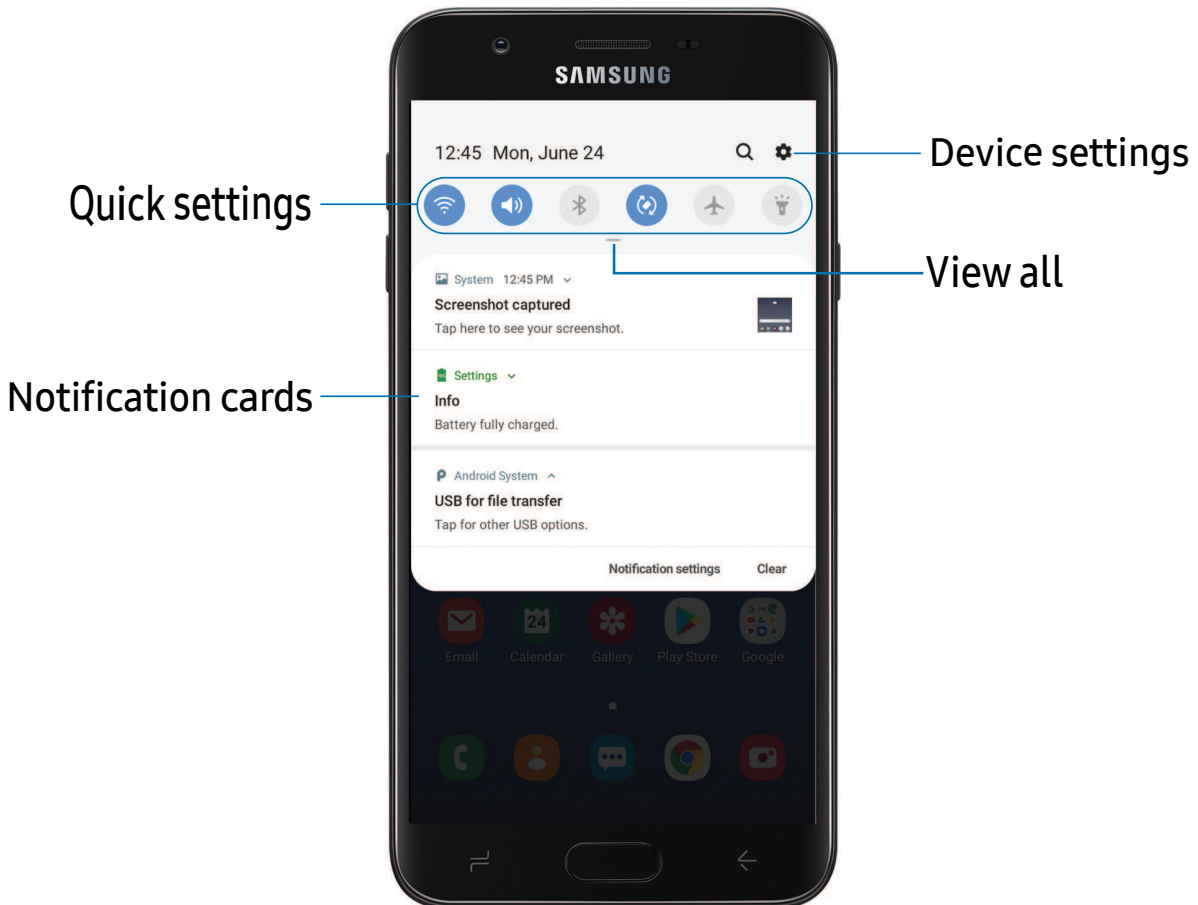 SAMSUNG
12:45 Mon, June 24
Device settings
Quick settings
View all
System 12:45 PM
Screenshot captured
Tap here to see your screenshot.
Notification cards
Settings
Info
Battery fully charged.
Android System
USB for file transfer
Tap for other USB options.
Notification settings Clear
24
Email Calendar Gallery Play Store Google